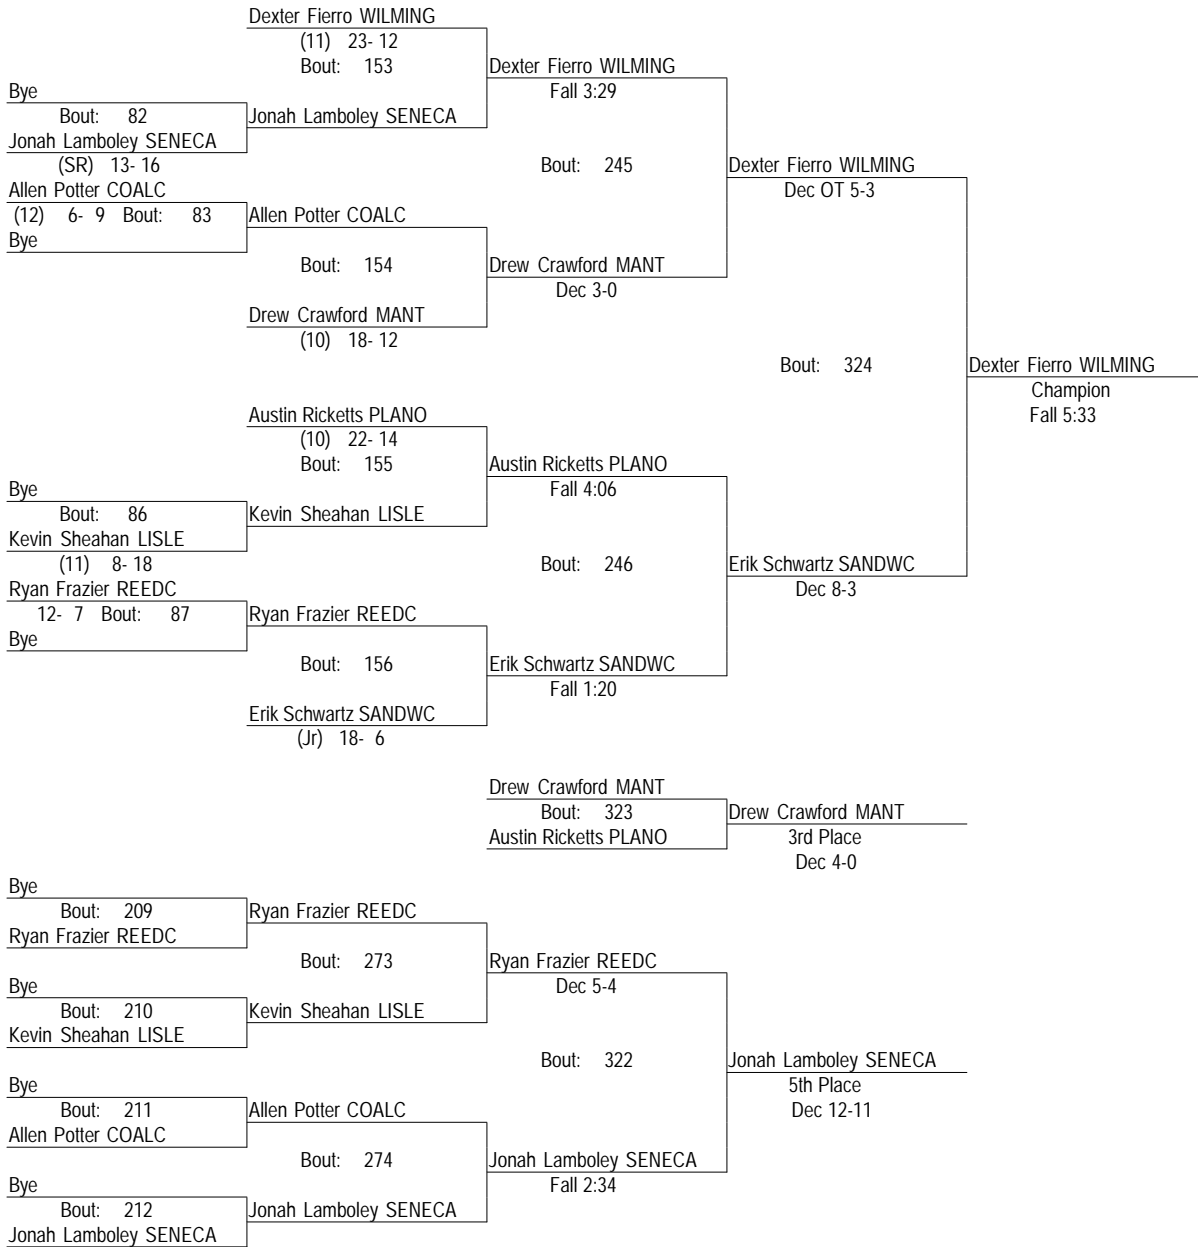 Dexter Fierro WILMING
(11) 23- 12
Bout: 153
Dexter Fierro WILMING
Fall 3:29
Bye
Bout: 82
Jonah Lamboley SENECA
Jonah Lamboley SENECA
(SR) 13- 16
Bout: 245
Dexter Fierro WILMING
Dec OT 5-3
Allen Potter COALC
(12) 6- 9 Bout: 83
Allen Potter COALC
Bye
Bout: 154
Drew Crawford MANT
Dec 3-0
Drew Crawford MANT
(10) 18- 12
Bout: 324
Dexter Fierro WILMING
Champion
Fall 5:33
Austin Ricketts PLANO
(10) 22- 14
Bout: 155
Austin Ricketts PLANO
Fall 4:06
Bye
Bout: 86
Kevin Sheahan LISLE
Kevin Sheahan LISLE
(11) 8- 18
Bout: 246
Erik Schwartz SANDWC
Dec 8-3
Ryan Frazier REEDC
12- 7 Bout: 87
Ryan Frazier REEDC
Bye
Bout: 156
Erik Schwartz SANDWC
Fall 1:20
Erik Schwartz SANDWC
(Jr) 18- 6
Drew Crawford MANT
Bout: 323
Drew Crawford MANT
Austin Ricketts PLANO
3rd Place
Dec 4-0
Bye
Bout: 209
Ryan Frazier REEDC
Ryan Frazier REEDC
Bout: 273
Ryan Frazier REEDC
Dec 5-4
Bye
Bout: 210
Kevin Sheahan LISLE
Kevin Sheahan LISLE
Bout: 322
Jonah Lamboley SENECA
5th Place
Dec 12-11
Bye
Bout: 211
Allen Potter COALC
Allen Potter COALC
Bout: 274
Jonah Lamboley SENECA
Fall 2:34
Bye
Bout: 212
Jonah Lamboley SENECA
Jonah Lamboley SENECA